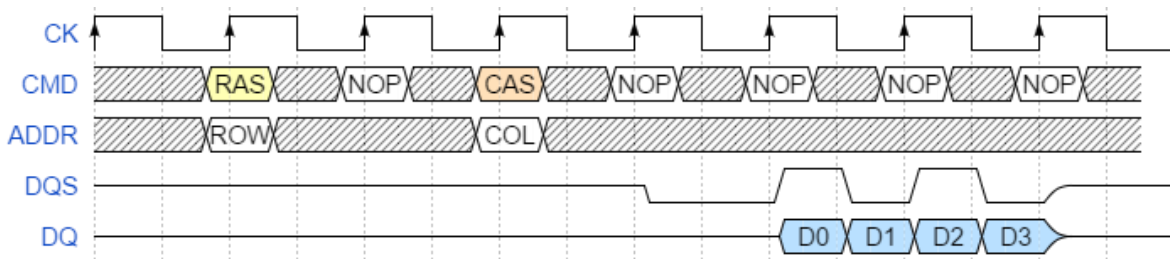 CK
CMD RAS NOP CAS NOP NOP NOP NOP
ADDR ROW COL
DQS
DQ D0 D1 D2 D3